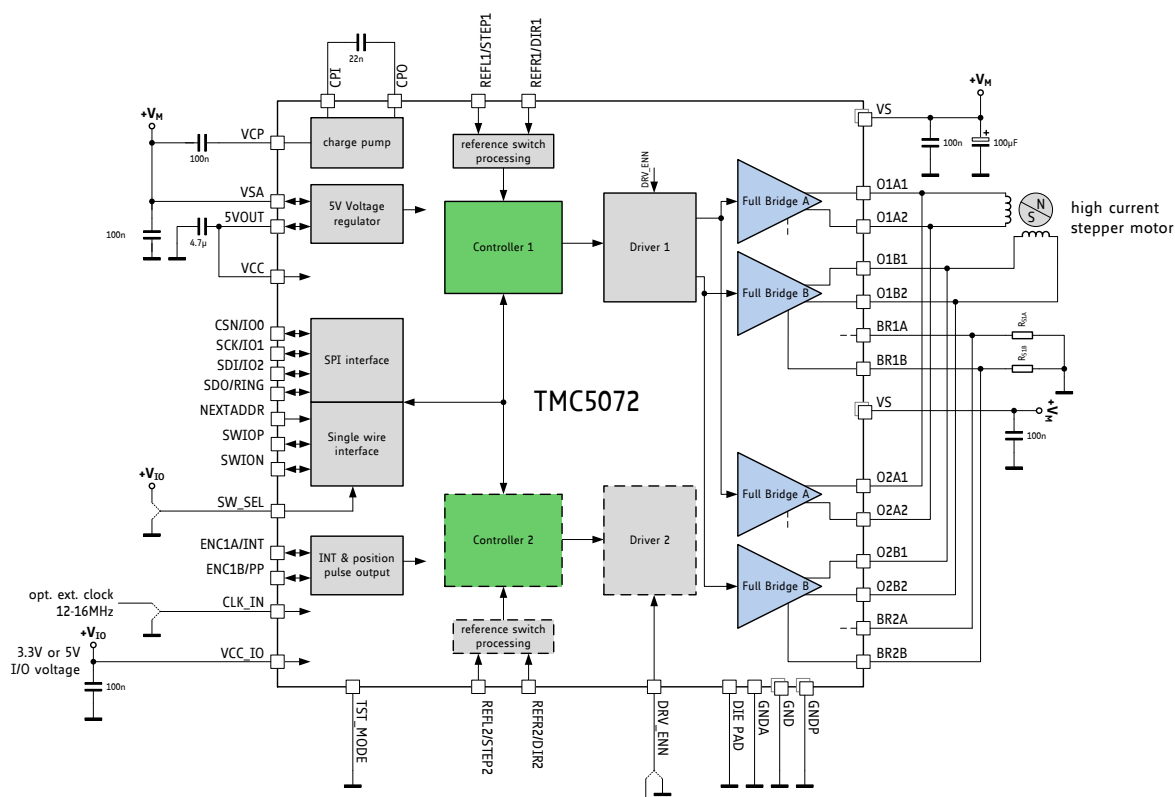 +VM
VCP
100n
VSA
100n
4.7µ
5VOUT
VCC
CSN/IO0
SCK/IO1
SDI/IO2
SDO/RING
NEXTADDR
SWIOP
SWION
+VIO
SW_SEL
ENC1A/INT
ENC1B/PP
opt. ext. clock
12-16MHz
CLK_IN
+VIO
3.3V or 5V
I/O voltage
VCC_IO
100n
22n
CPI
CPO
REFL1/STEP1
REFR1/DIR1
charge pump
reference switch
processing
5V Voltage
regulator
Controller 1
DRV_ENN
Driver 1
SPI interface
Single wire
interface
TMC5072
INT & position
pulse output
Controller 2
Driver 2
reference switch
processing
Full Bridge A
Full Bridge B
Full Bridge A
Full Bridge B
+VM
VS
100n
+
100µF
O1A1
O1A2
N
S
high current
stepper motor
O1B1
O1B2
BR1A
RS1A
BR1B
RS1B
VS
+VM
100n
O2A1
O2A2
O2B1
O2B2
BR2A
BR2B
TST_MODE
REFL2/STEP2
REFR2/DIR2
DRV_ENN
DIE PAD
GNDA
GND
GNDP